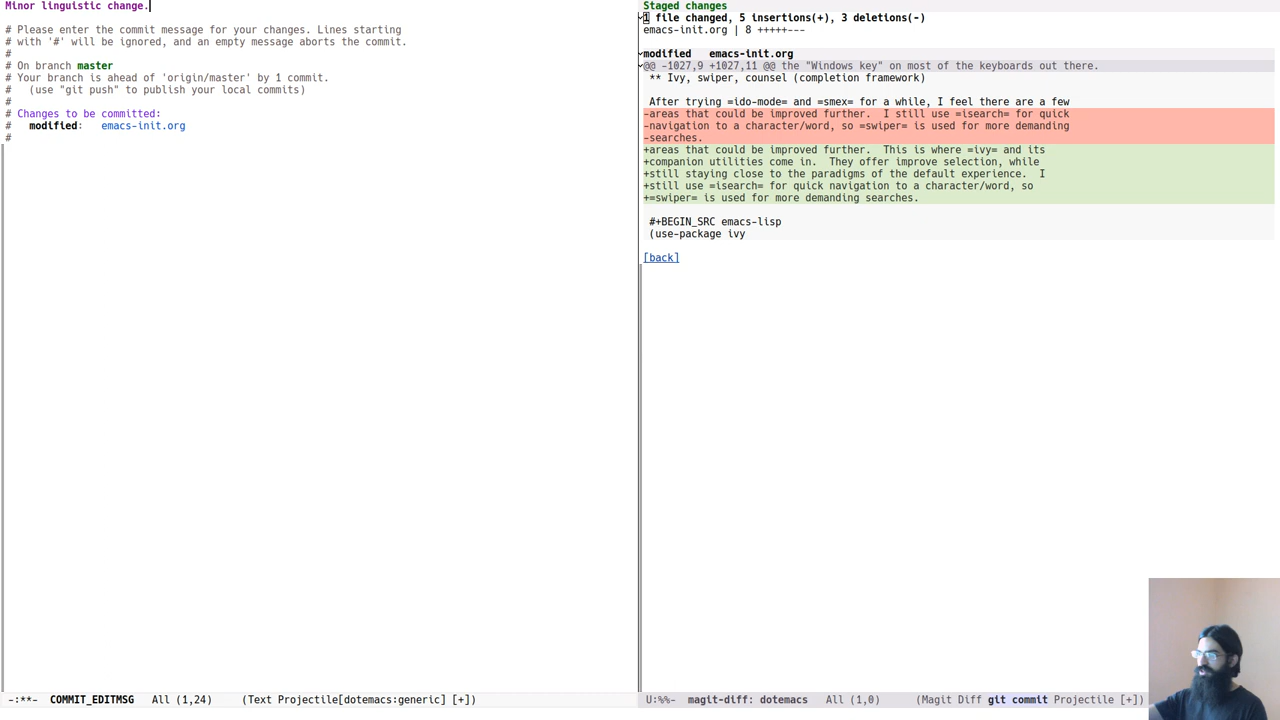 Minor linguistic change.
# Please enter the commit message for your changes. Lines starting
# with '#' will be ignored, and an empty message aborts the commit.
#
# On branch master
# Your branch is ahead of 'origin/master' by 1 commit.
#   (use "git push" to publish your local commits)
#
# Changes to be committed:
#   modified:   emacs-init.org
#
-:**-  COMMIT_EDITMSG   All (1,24)     (Text Projectile[dotemacs:generic] [+])
Staged changes
1 file changed, 5 insertions(+), 3 deletions(-)
emacs-init.org | 8 +++++---
modified   emacs-init.org
@@ -1027,9 +1027,11 @@ the "Windows key" on most of the keyboards out there.
 ** Ivy, swiper, counsel (completion framework)
 After trying =ido-mode= and =smex= for a while, I feel there are a few
-areas that could be improved further.  I still use =isearch= for quick
-navigation to a character/word, so =swiper= is used for more demanding
-searches.
+areas that could be improved further.  This is where =ivy= and its
+companion utilities come in.  They offer improve selection, while
+still staying close to the paradigms of the default experience.  I
+still use =isearch= for quick navigation to a character/word, so
+=swiper= is used for more demanding searches.
 #+BEGIN_SRC emacs-lisp
 (use-package ivy
[back]
U:%%-  magit-diff: dotemacs   All (1,0)      (Magit Diff git commit Projectile [+])